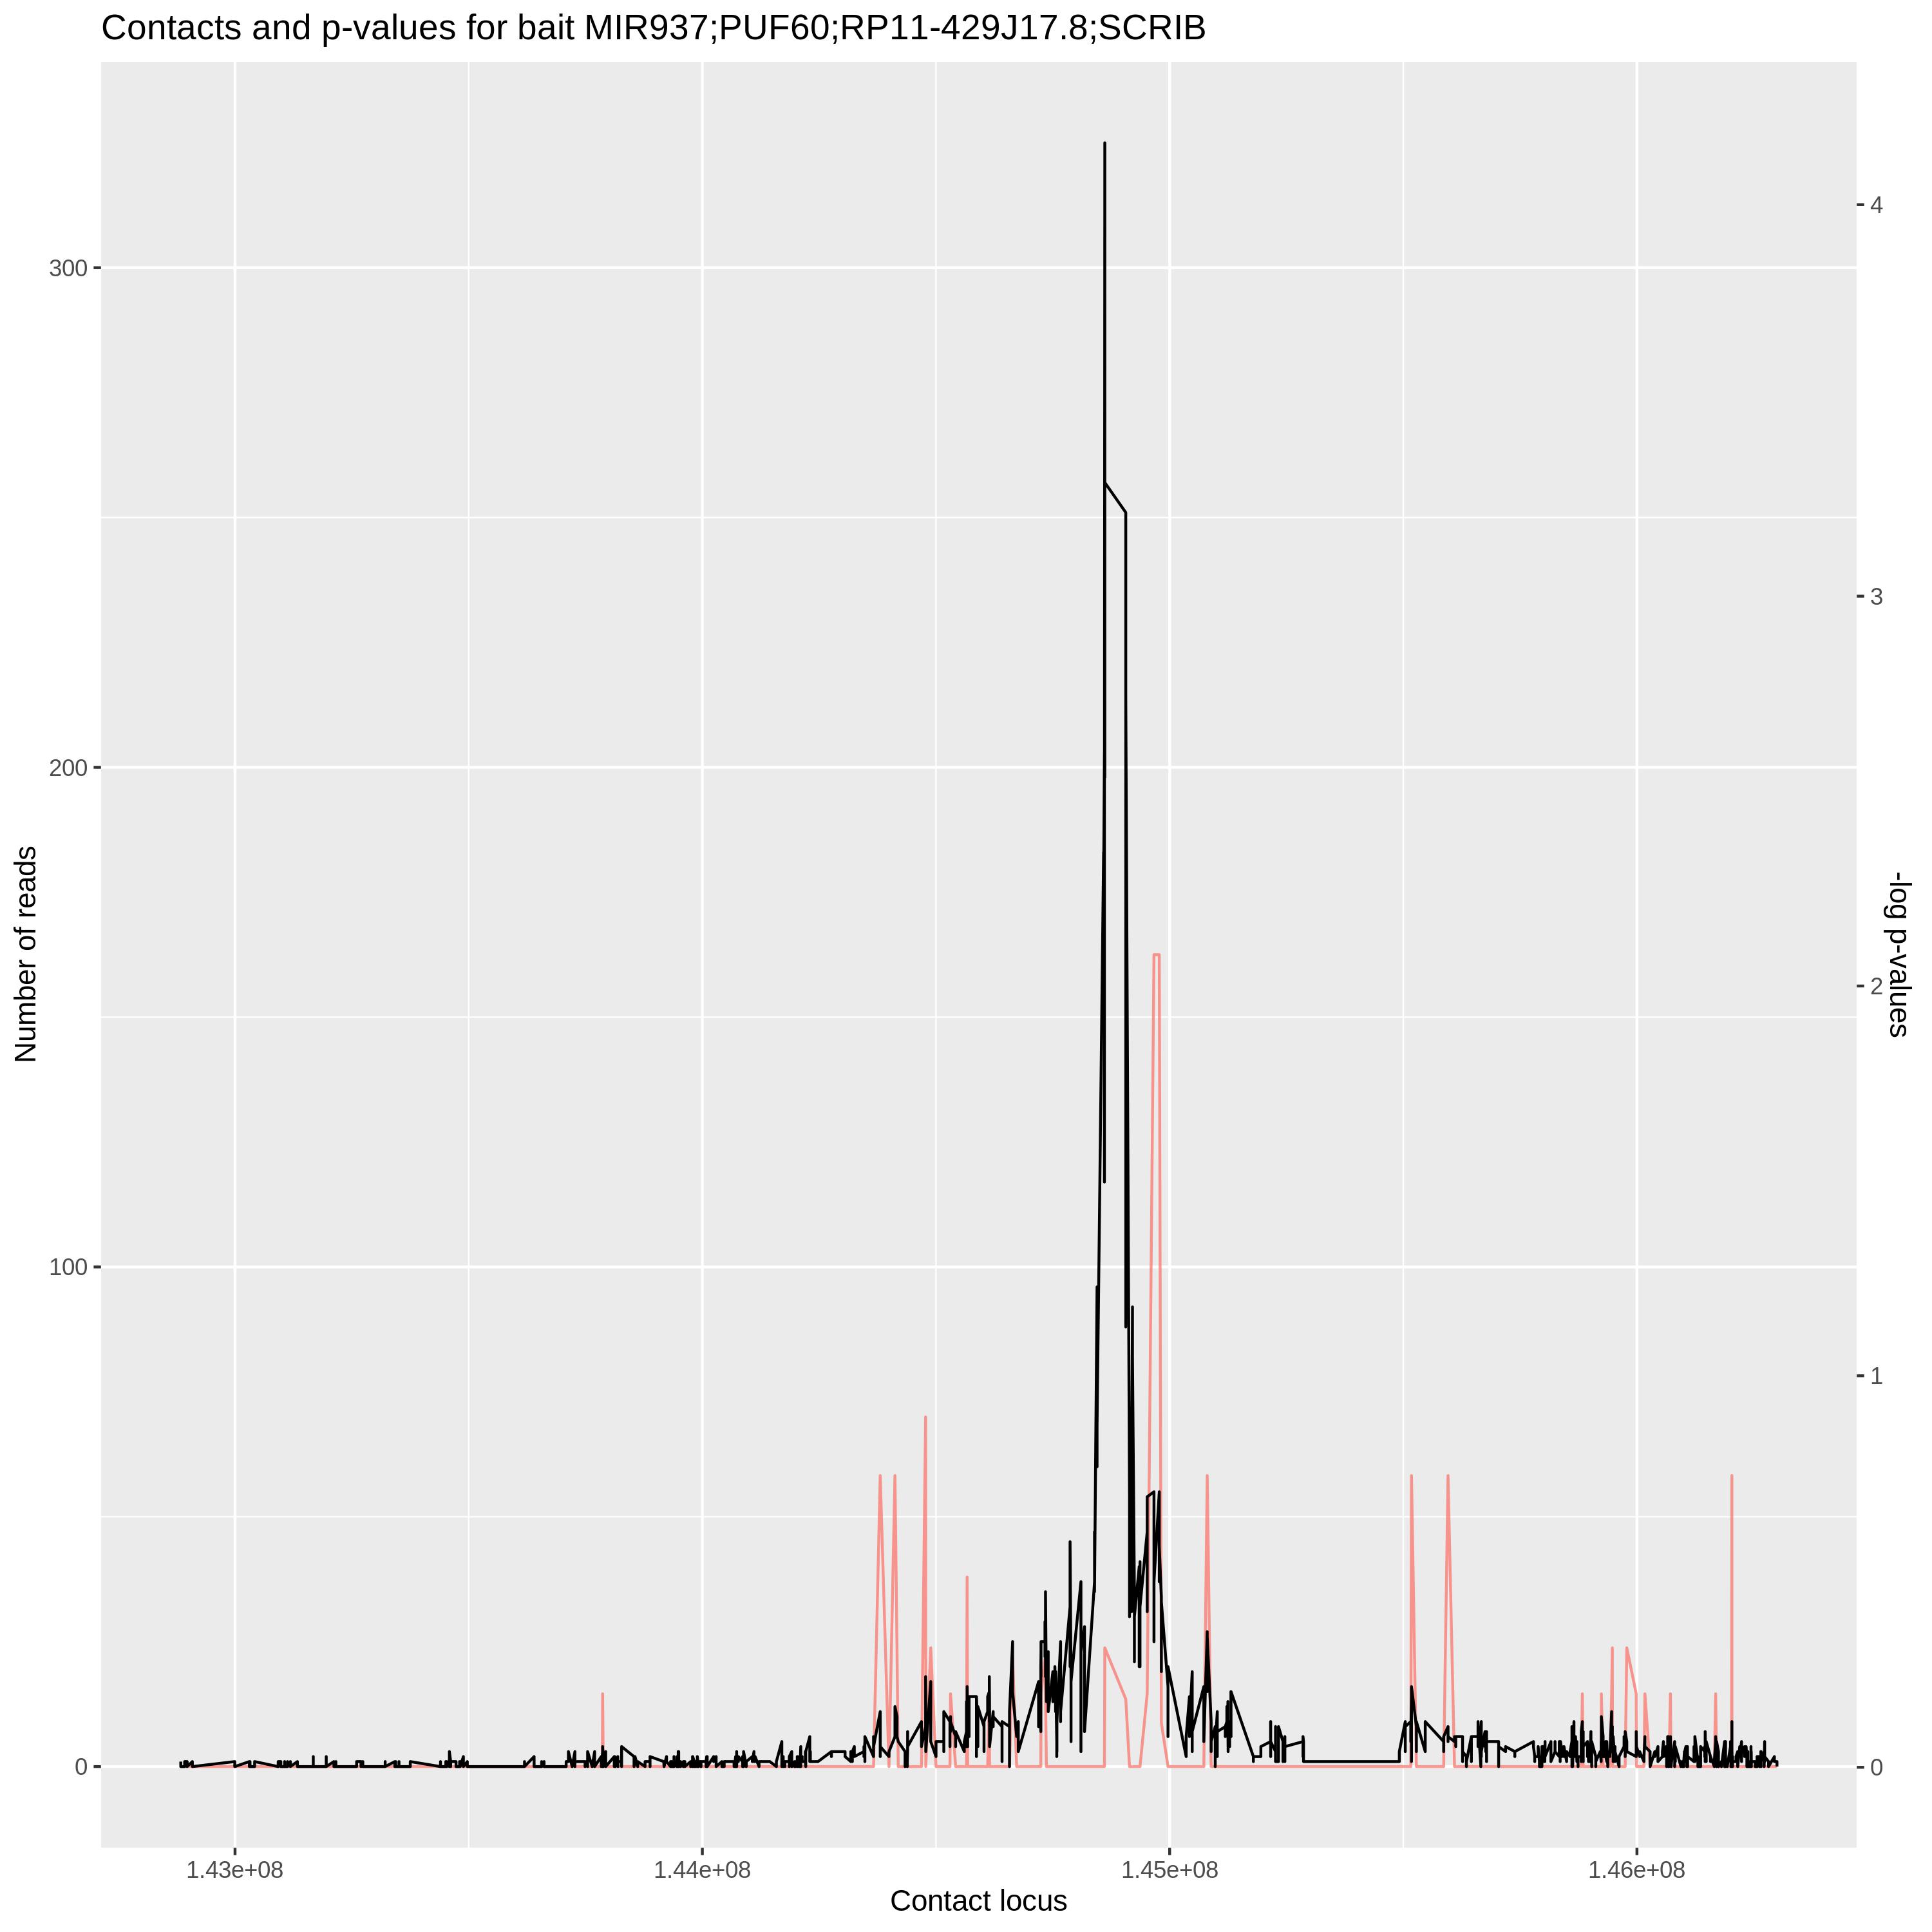 Contacts and p-values for bait MIR937;PUF60;RP11-429J17.8;SCRIB
Number of reads
300
200
100
0
4
3
2
1
0
-log p-values
1.43e+08
1.44e+08
1.45e+08
1.46e+08
Contact locus